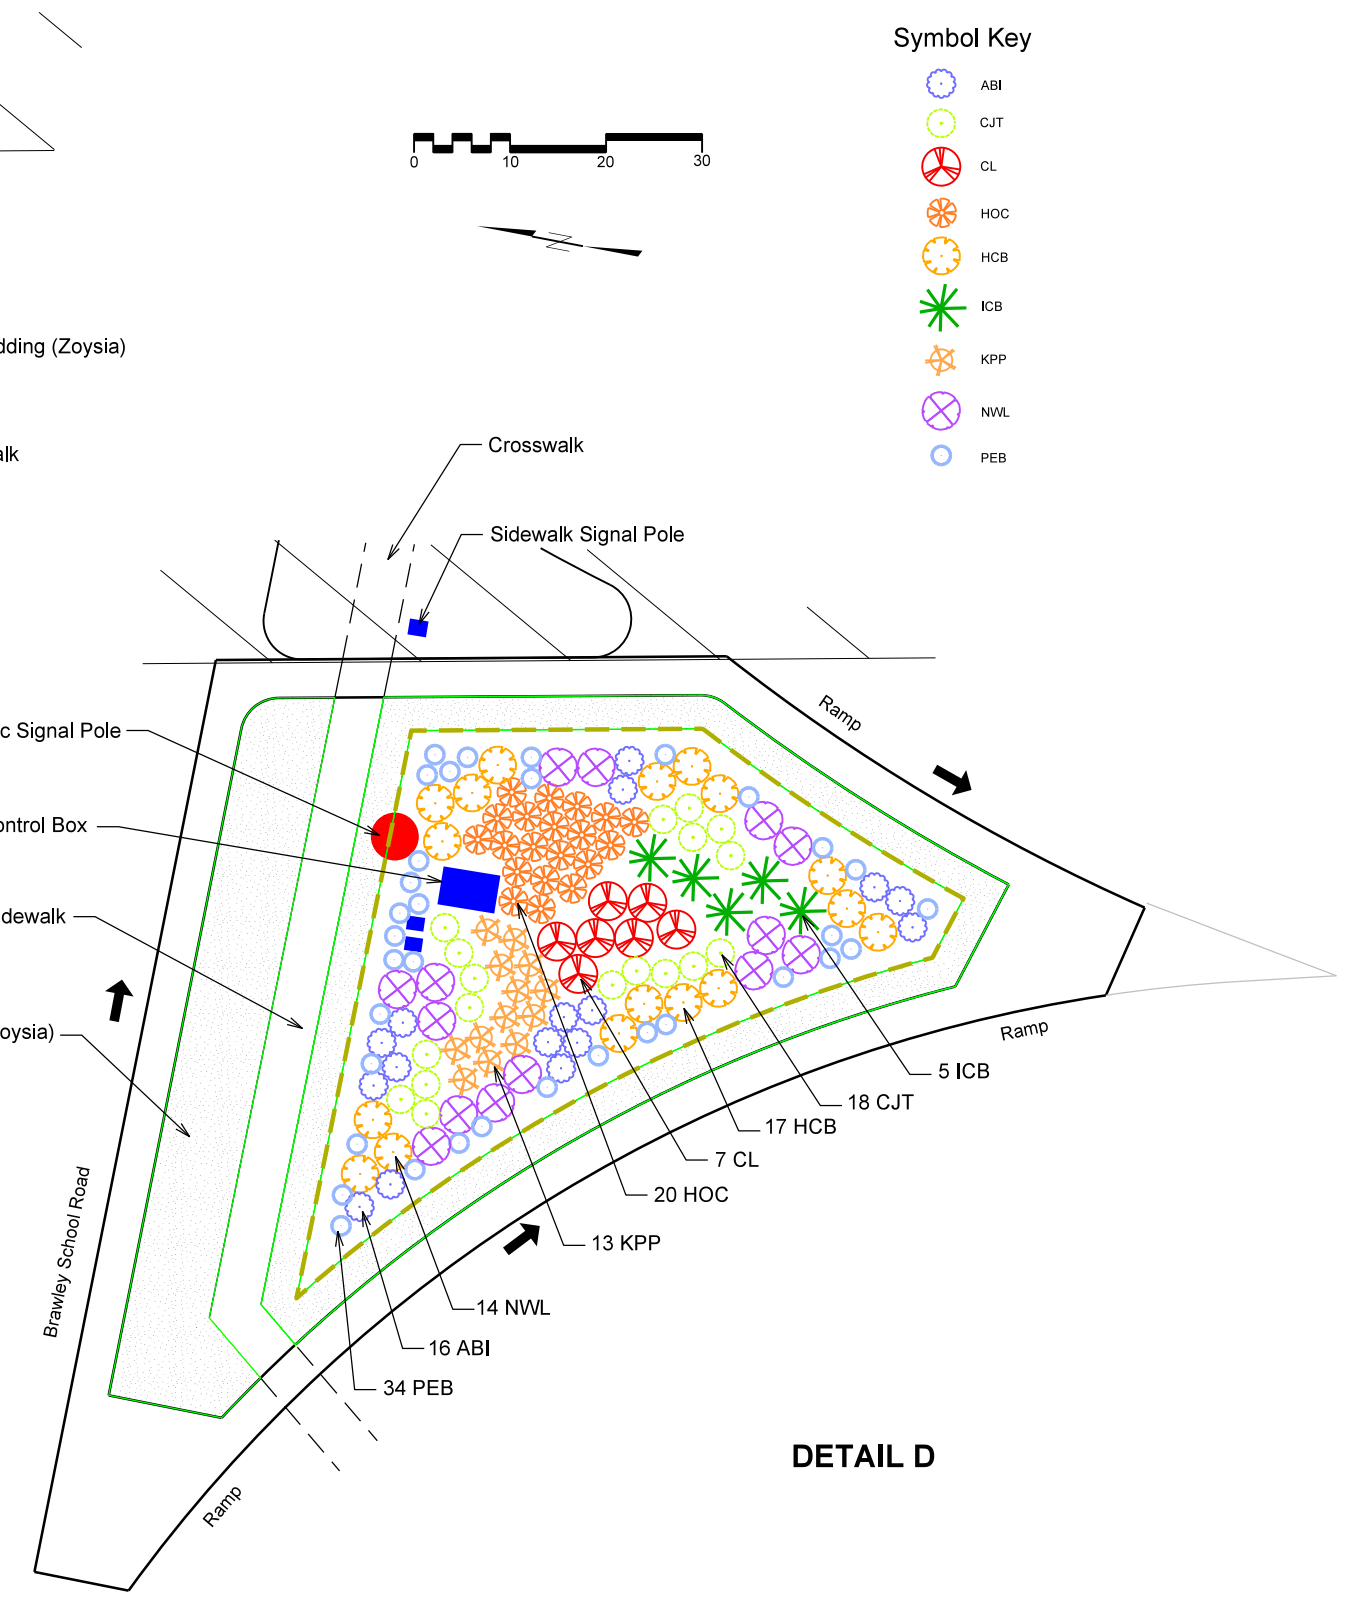 Symbol Key
ABI
CJT
CL
HOC
HCB
ICB
KPP
NWL
PEB
0 10 20 30
N
dding (Zoysia)
alk
Crosswalk
Sidewalk Signal Pole
Ramp
c Signal Pole
ontrol Box
dewalk
oysia)
Ramp
5 ICB
18 CJT
17 HCB
7 CL
20 HOC
13 KPP
14 NWL
16 ABI
34 PEB
Brawley School Road
Ramp
DETAIL D